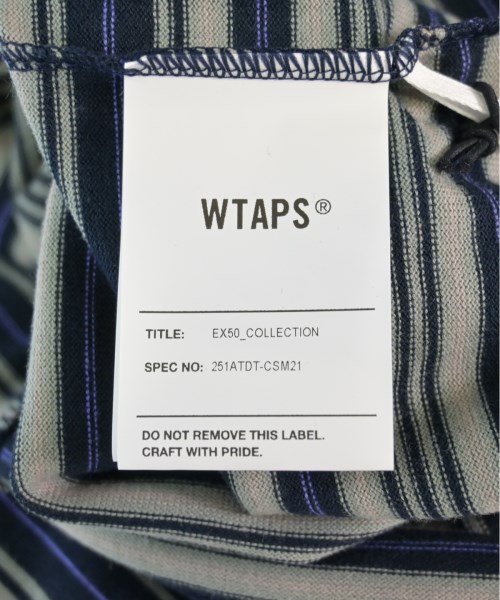 WTAPS®
TITLE: EX50_COLLECTION
SPEC NO: 251ATDT-CSM21
DO NOT REMOVE THIS LABEL.
CRAFT WITH PRIDE.